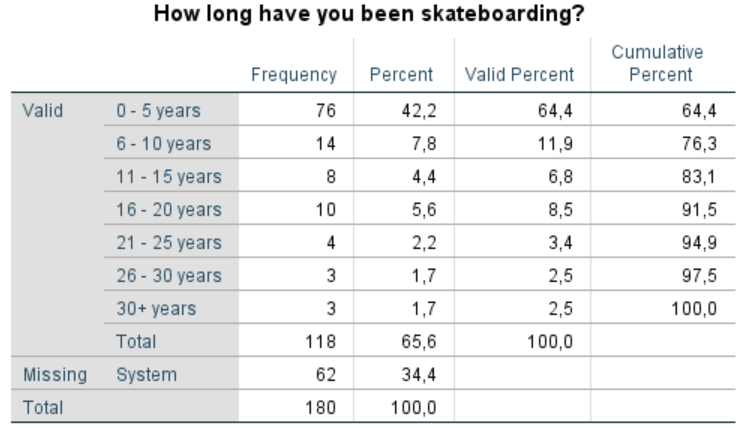 How long have you been skateboarding?
Frequency Percent Valid Percent Cumulative Percent
Valid 0 - 5 years 76 42,2 64,4 64,4
6 - 10 years 14 7,8 11,9 76,3
11 - 15 years 8 4,4 6,8 83,1
16 - 20 years 10 5,6 8,5 91,5
21 - 25 years 4 2,2 3,4 94,9
26 - 30 years 3 1,7 2,5 97,5
30+ years 3 1,7 2,5 100,0
Total 118 65,6 100,0
Missing System 62 34,4
Total 180 100,0